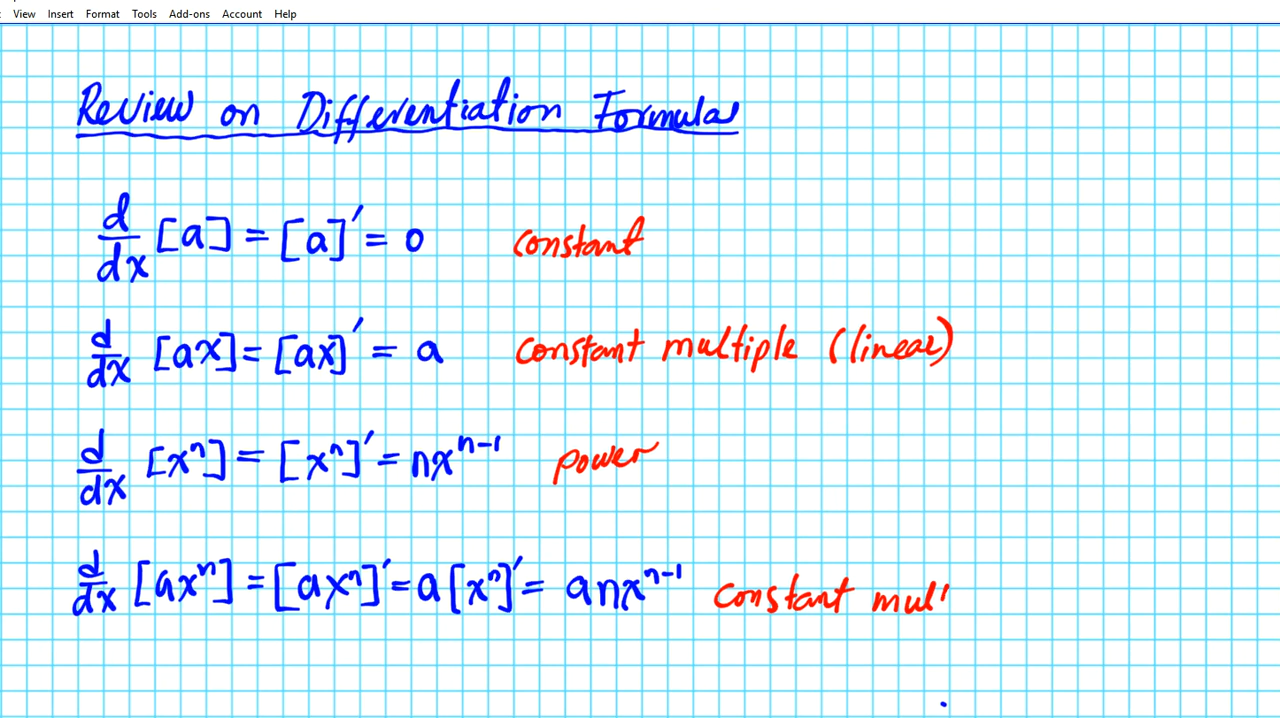 View Insert Format Tools Add-ons Account Help
Review on Differentiation Formulas
d/dx [a] = [a]' = 0 constant
d/dx [ax] = [ax]' = a constant multiple (linear)
d/dx [xⁿ] = [xⁿ]' = nxⁿ⁻¹ power
d/dx [axⁿ] = [axⁿ]' = a[xⁿ]' = anxⁿ⁻¹ constant mul